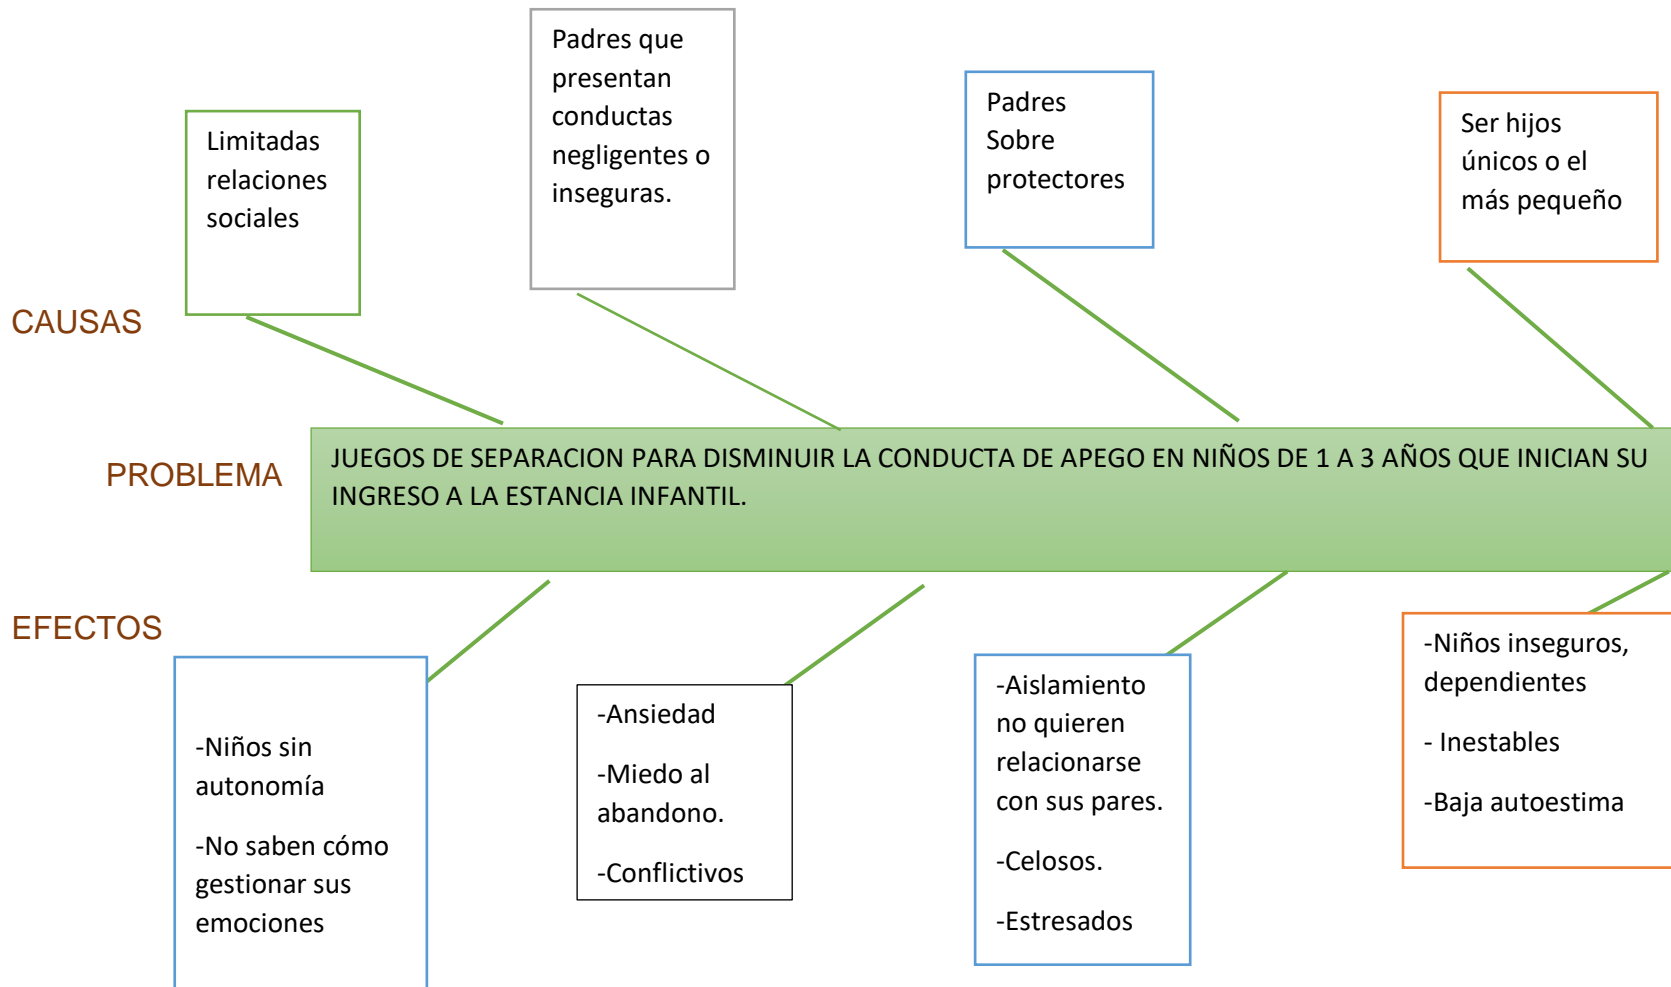 Limitadas
relaciones
sociales
Padres que
presentan
conductas
negligentes o
inseguras.
Padres
Sobre
protectores
Ser hijos
únicos o el
más pequeño
CAUSAS
PROBLEMA
JUEGOS DE SEPARACION PARA DISMINUIR LA CONDUCTA DE APEGO EN NIÑOS DE 1 A 3 AÑOS QUE INICIAN SU
INGRESO A LA ESTANCIA INFANTIL.
EFECTOS
-Niños sin
autonomía
-No saben cómo
gestionar sus
emociones
-Ansiedad
-Miedo al
abandono.
-Conflictivos
-Aislamiento
no quieren
relacionarse
con sus pares.
-Celosos.
-Estresados
-Niños inseguros,
dependientes
- Inestables
-Baja autoestima